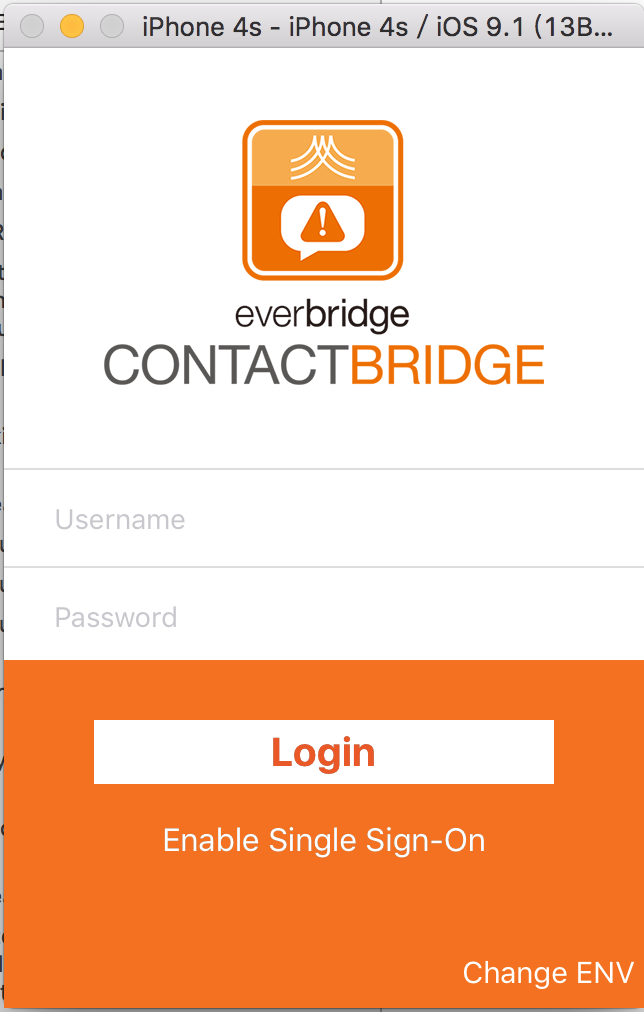 iPhone 4s - iPhone 4s / iOS 9.1 (13B...
everbridge
CONTACTBRIDGE
Username
Password
Login
Enable Single Sign-On
Change ENV